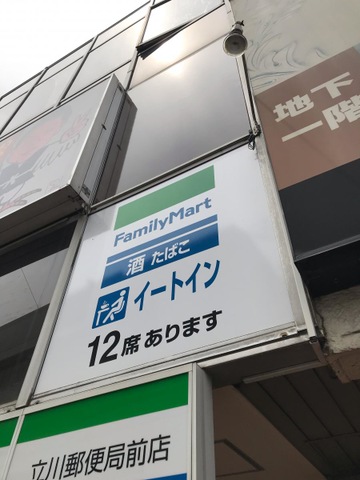 地下
一階
FamilyMart
酒 たばこ
イートイン
12席あります
立川郵便局前店